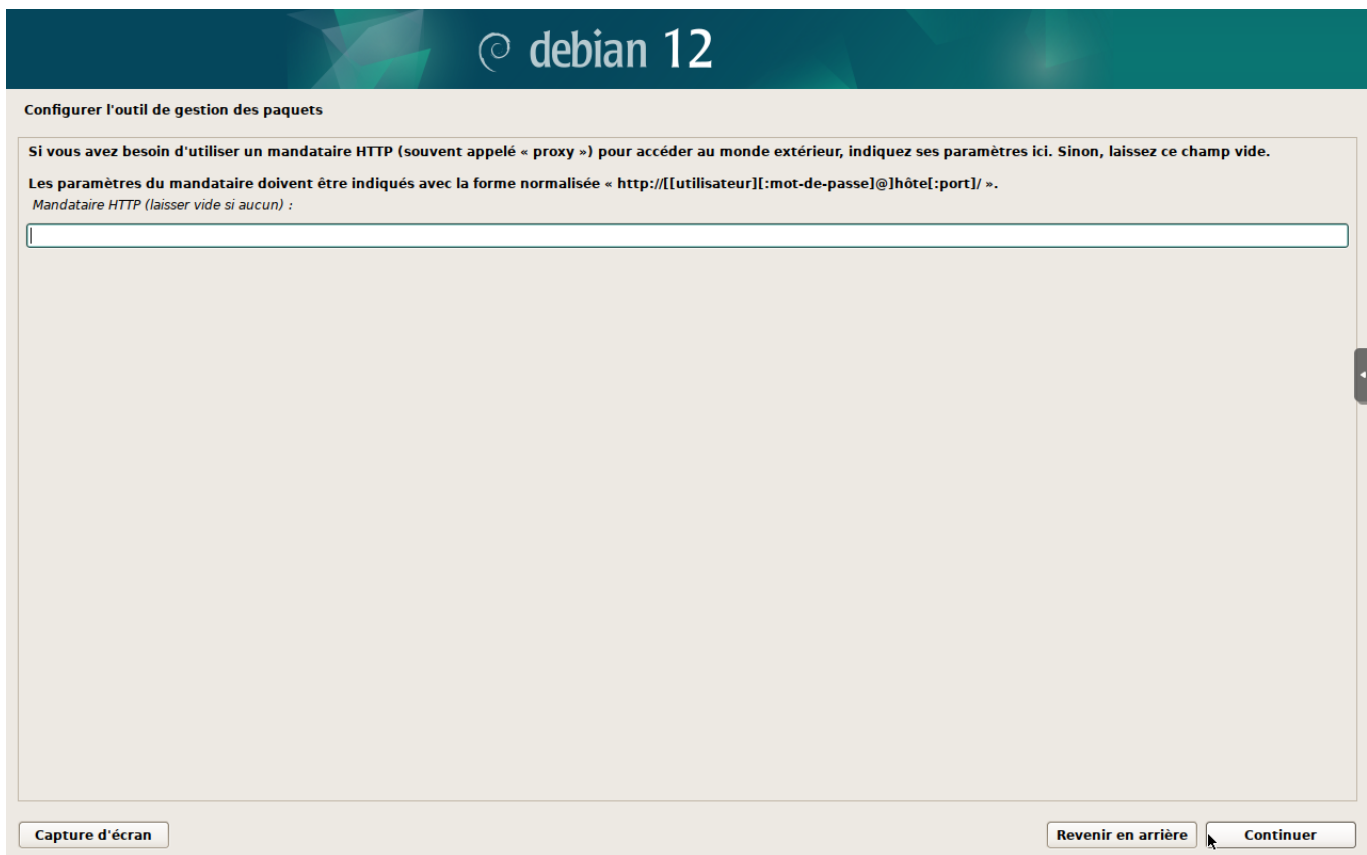 debian 12
Configurer l'outil de gestion des paquets
Si vous avez besoin d'utiliser un mandataire HTTP (souvent appelé « proxy ») pour accéder au monde extérieur, indiquez ses paramètres ici. Sinon, laissez ce champ vide.
Les paramètres du mandataire doivent être indiqués avec la forme normalisée « http://[[utilisateur][:mot-de-passe]@]hôte[:port]/ ».
Mandataire HTTP (laisser vide si aucun) :
Capture d'écran Revenir en arrière Continuer